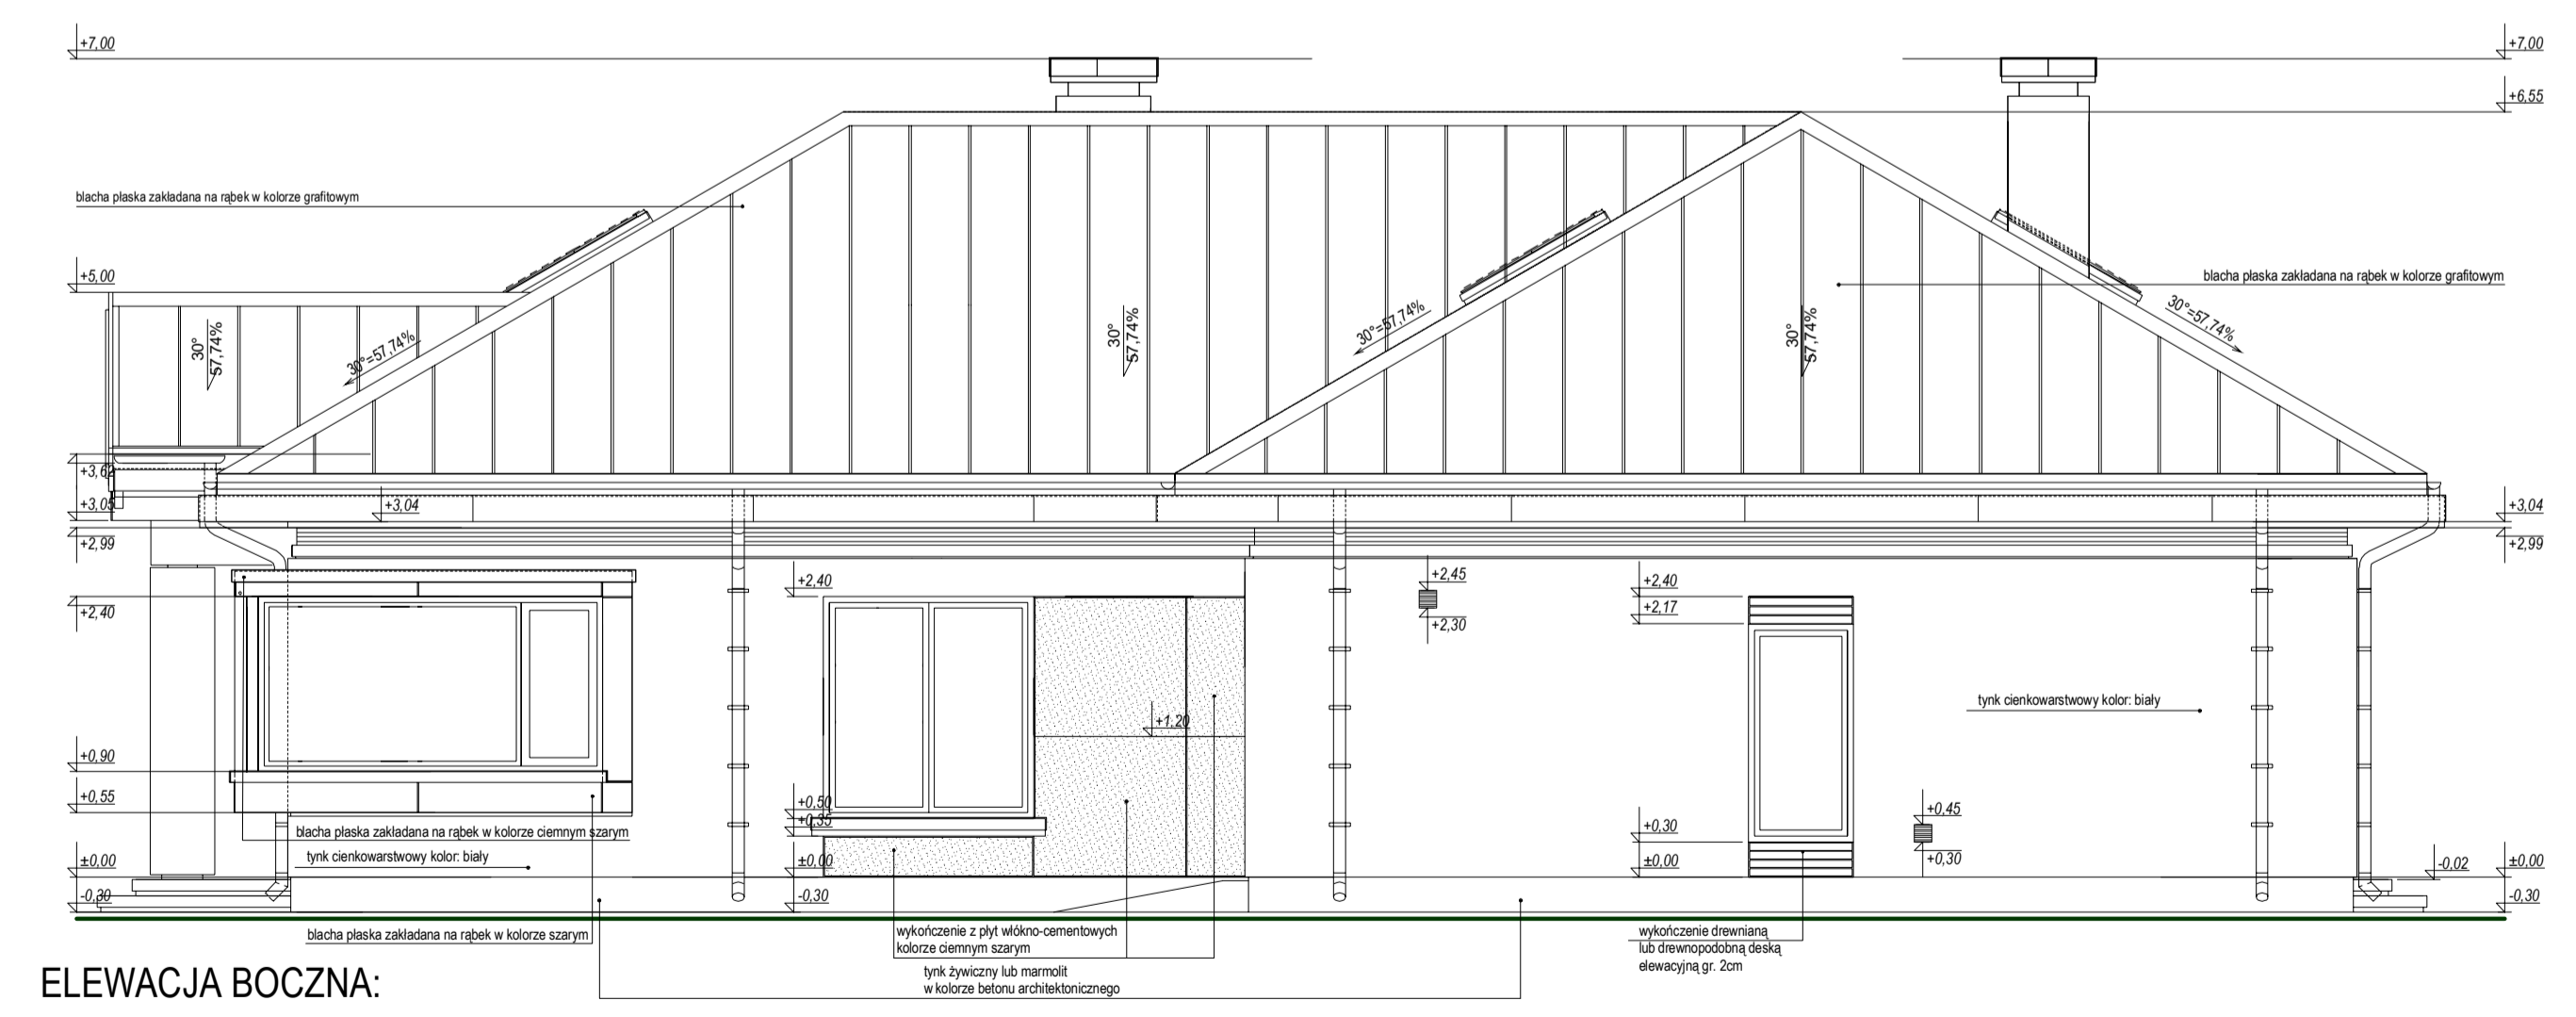 +7,00
+7,00
+6,55
blacha płaska zakładana na rąbek w kolorze grafitowym
+5,00
blacha płaska zakładana na rąbek w kolorze grafitowym
30°
57,74%
30°=57,74%
30°
57,74%
30°=57,74%
30°
57,74%
30°=57,74%
+3,62
+3,05
+3,04
+3,04
+2,99
+2,99
+2,40
+2,40
+2,45
+2,30
+2,40
+2,17
tynk cienkowarstwowy kolor: biały
+1,20
+0,90
+0,55
+0,50
+0,35
+0,30
+0,45
+0,30
blacha płaska zakładana na rąbek w kolorze ciemnym szarym
tynk cienkowarstwowy kolor: biały
±0,00
±0,00
±0,00
-0,02
±0,00
-0,30
-0,30
-0,30
blacha płaska zakładana na rąbek w kolorze szarym
wykończenie z płyt włókno-cementowych
kolorze ciemnym szarym
wykończenie drewnianą
lub drewnopodobną deską
elewacyjną gr. 2cm
tynk żywiczny lub marmolit
w kolorze betonu architektonicznego
ELEWACJA BOCZNA: